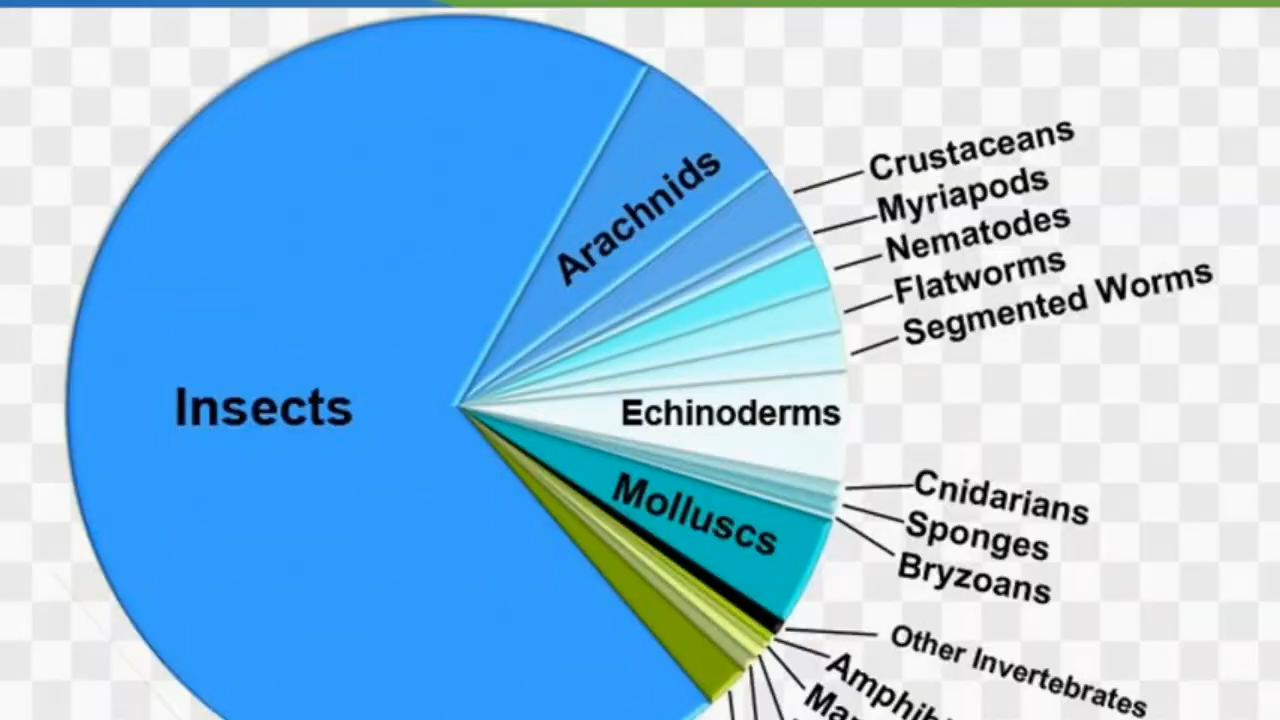 Crustaceans
Myriapods
Nematodes
Flatworms
Segmented Worms
Arachnids
Insects
Echinoderms
Molluscs
Cnidarians
Sponges
Bryzoans
Other Invertebrates